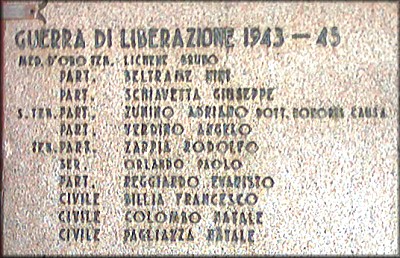 GUERRA DI LIBERAZIONE 1943 - 45
MED. D'ORO TEN. LICHENE BRUNO
PART. BELTRAME NINI
PART. SCHIAVETTA GIUSEPPE
S. TEN. PART. ZUNINO ADRIANO DOTT. HONORIS CAUSA
PART. VERDINO ANGELO
TEN. PART. ZAPPIA RODOLFO
SER. ORLANDO PAOLO
PART. REGGIARDO EVARISTO
CIVILE BILLIA FRANCESCO
CIVILE COLOMBO NATALE
CIVILE PAGLIAZZA NATALE